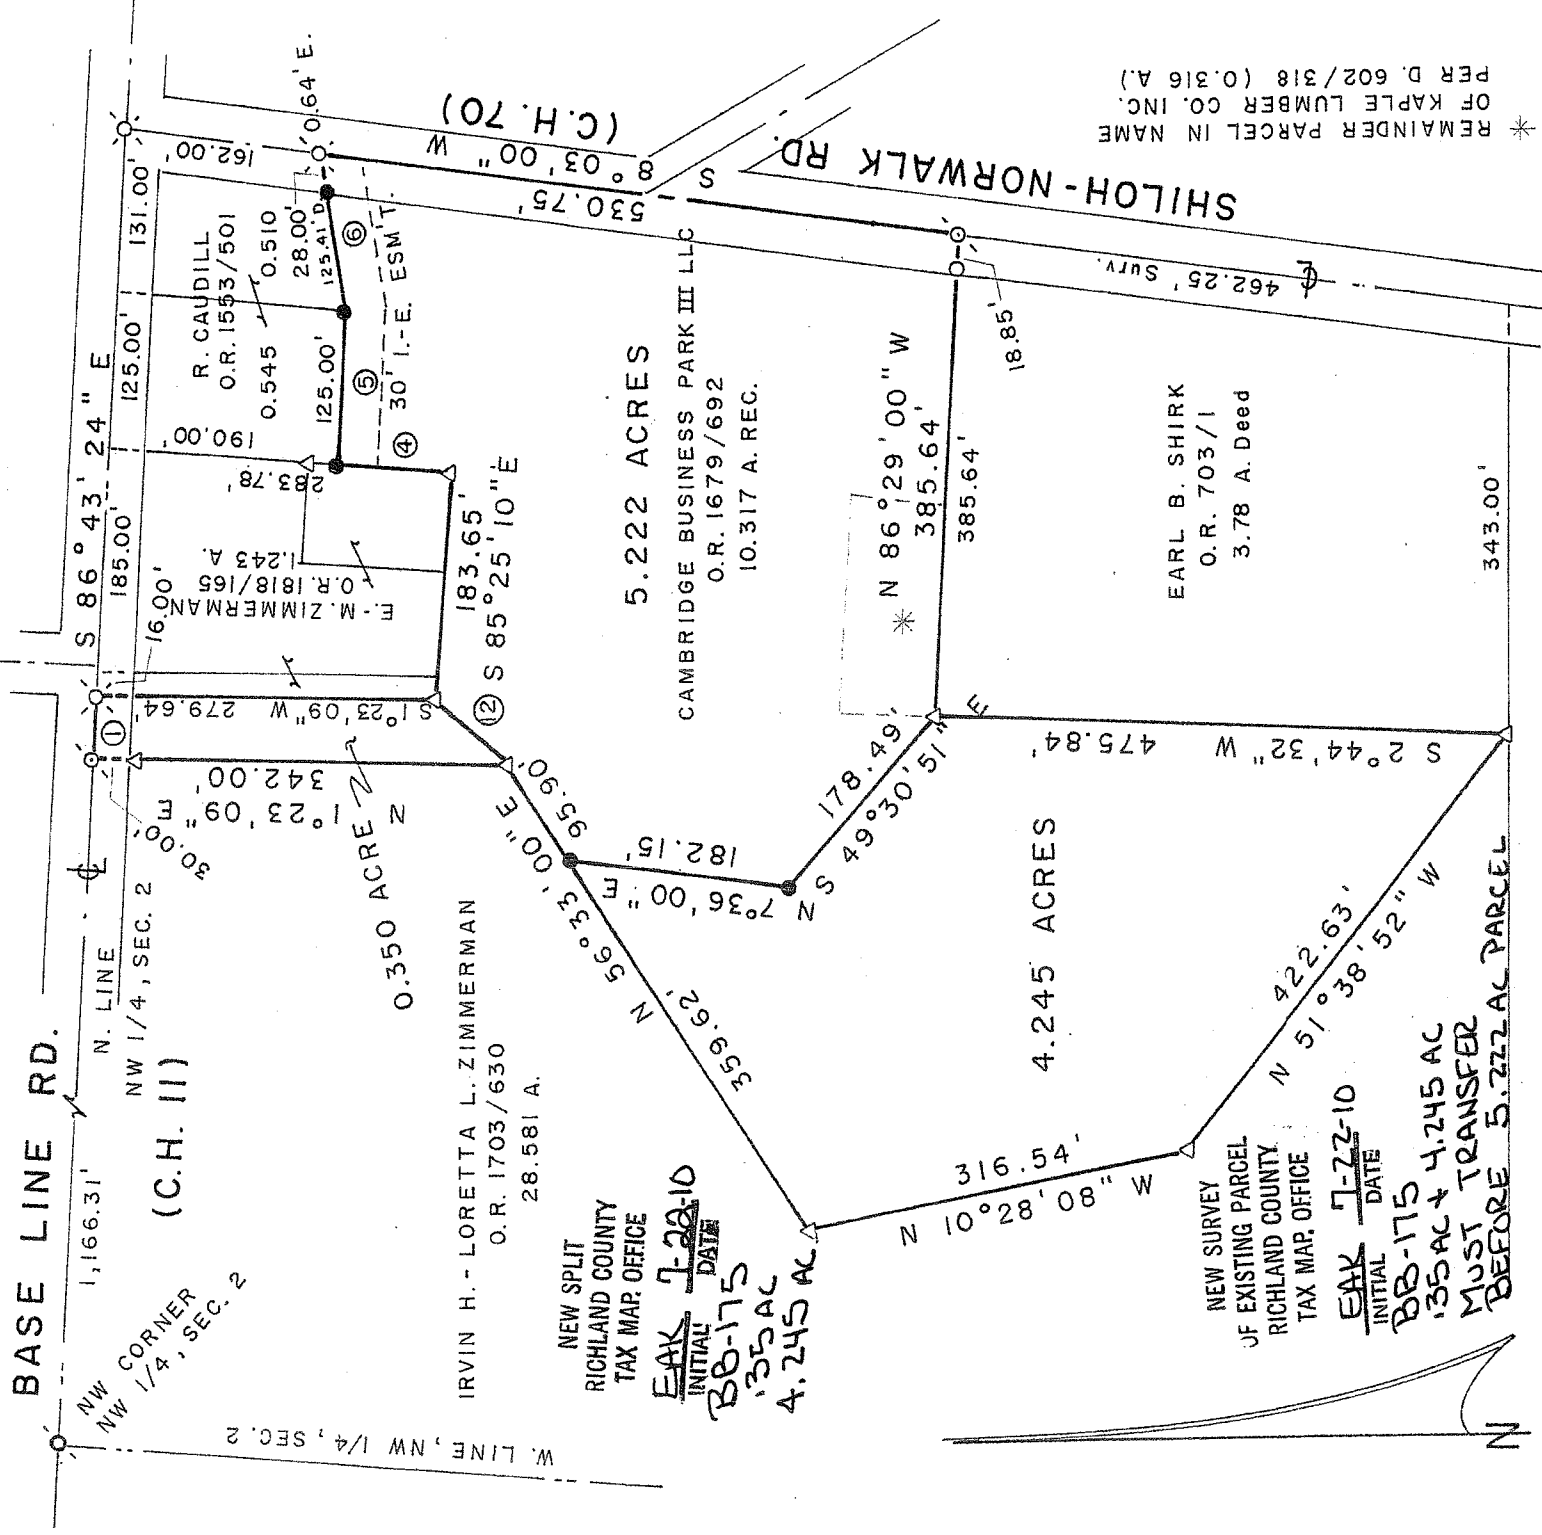 BASE LINE RD.
(C.H. 11)
NW CORNER
NW 1/4, SEC. 2
1,166.31'
N. LINE
NW 1/4, SEC. 2
W. LINE, NW 1/4, SEC. 2
30.00'
①
16.00'
S 86° 43' 24" E
185.00'
125.00'
131.00'
162.00'
0.64' E.
28.00'
125.41' D.
⑥
R. CAUDILL
O.R. 1553/501
0.545
0.510
125.00'
⑤
30' I.-E. ESM'T.
④
190.00'
283.78'
E.-M. ZIMMERMAN
O.R. 1818/165
1.243 A.
183.65'
S 85° 25' 10" E
⑫
S 1° 23' 09" W
279.64'
342.00'
N 1° 23' 09" E
0.350 ACRE
IRVIN H. - LORETTA L. ZIMMERMAN
O.R. 1703/630
28.581 A.
N 56° 33' 00" E
95.90'
359.62'
182.15'
N 7° 36' 00" E
178.49'
S 49° 30' 51" E
5.222 ACRES
CAMBRIDGE BUSINESS PARK III LLC
O.R. 1679/692
10.317 A. REC.
(C.H. 70)
S 8° 03' 00" W
530.75'
SHILOH-NORWALK RD.
462.25' Surv.
18.85'
N 86° 29' 00" W
385.64'
385.64'
*
EARL B. SHIRK
O.R. 703/1
3.78 A. Deed
343.00'
S 2° 44' 32" W
475.84'
4.245 ACRES
422.63'
N 51° 38' 52" W
316.54'
N 10° 28' 08" W
NEW SPLIT
RICHLAND COUNTY
TAX MAP. OFFICE
EAK 7-22-10
INITIAL DATE
BB-175
.35 AC
4.245 AC
NEW SURVEY
OF EXISTING PARCEL
RICHLAND COUNTY
TAX MAP. OFFICE
EAK 7-22-10
INITIAL DATE
BB-175
.35 AC + 4.245 AC
MUST TRANSFER
BEFORE 5.222 AC PARCEL
* REMAINDER PARCEL IN NAME
OF KAPLE LUMBER CO. INC.
PER D. 602/318 (0.316 A.)
N